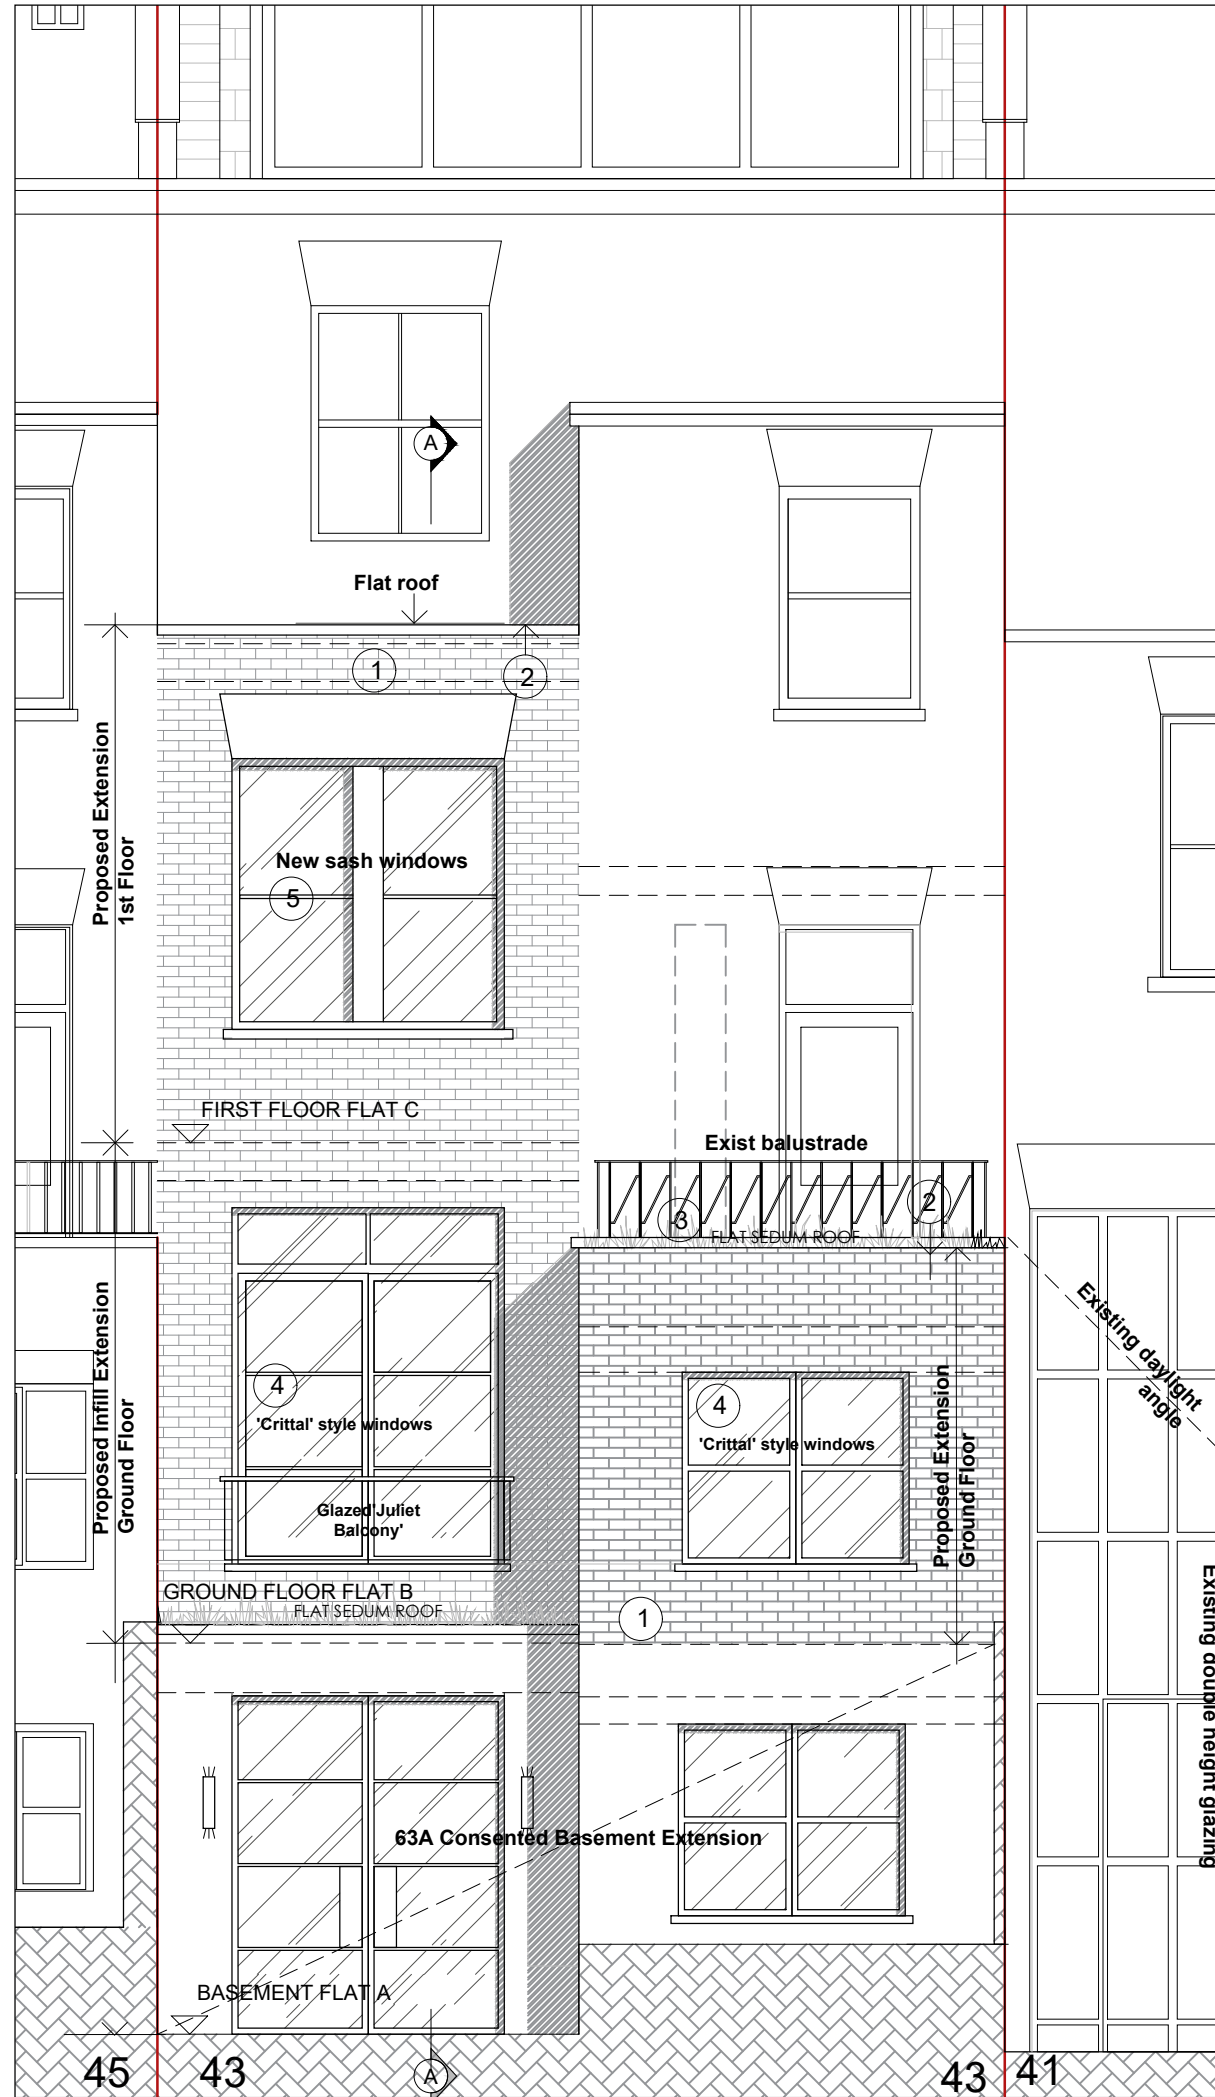 A
Flat roof
1
2
Proposed Extension
1st Floor
New sash windows
5
FIRST FLOOR FLAT C
Exist balustrade
2
3
FLAT SEDUM ROOF
Existing daylight
angle
Proposed Infill Extension
Ground Floor
4
'Crittal' style windows
4
'Crittal' style windows
Proposed Extension
Ground Floor
Glazed'Juliet
Balcony'
GROUND FLOOR FLAT B
FLAT SEDUM ROOF
1
Existing double height glazing
63A Consented Basement Extension
BASEMENT FLAT A
45
43
A
43
41